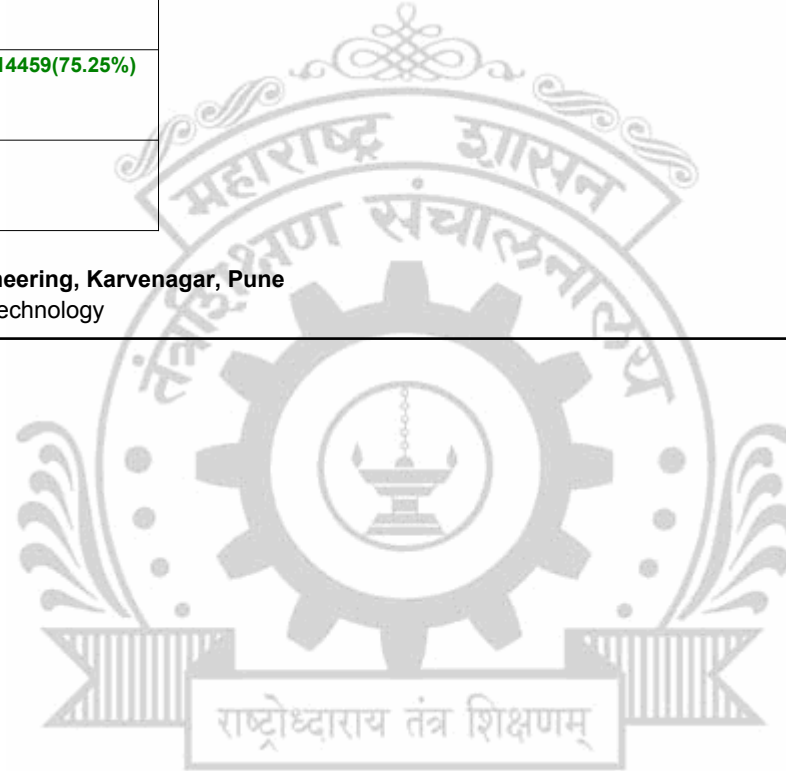 14459(75.25%)
neering, Karvenagar, Pune
echnology
महाराष्ट्र शासन
तंत्रशिक्षण संचालनालय
राष्ट्रोध्दाराय तंत्र शिक्षणम्